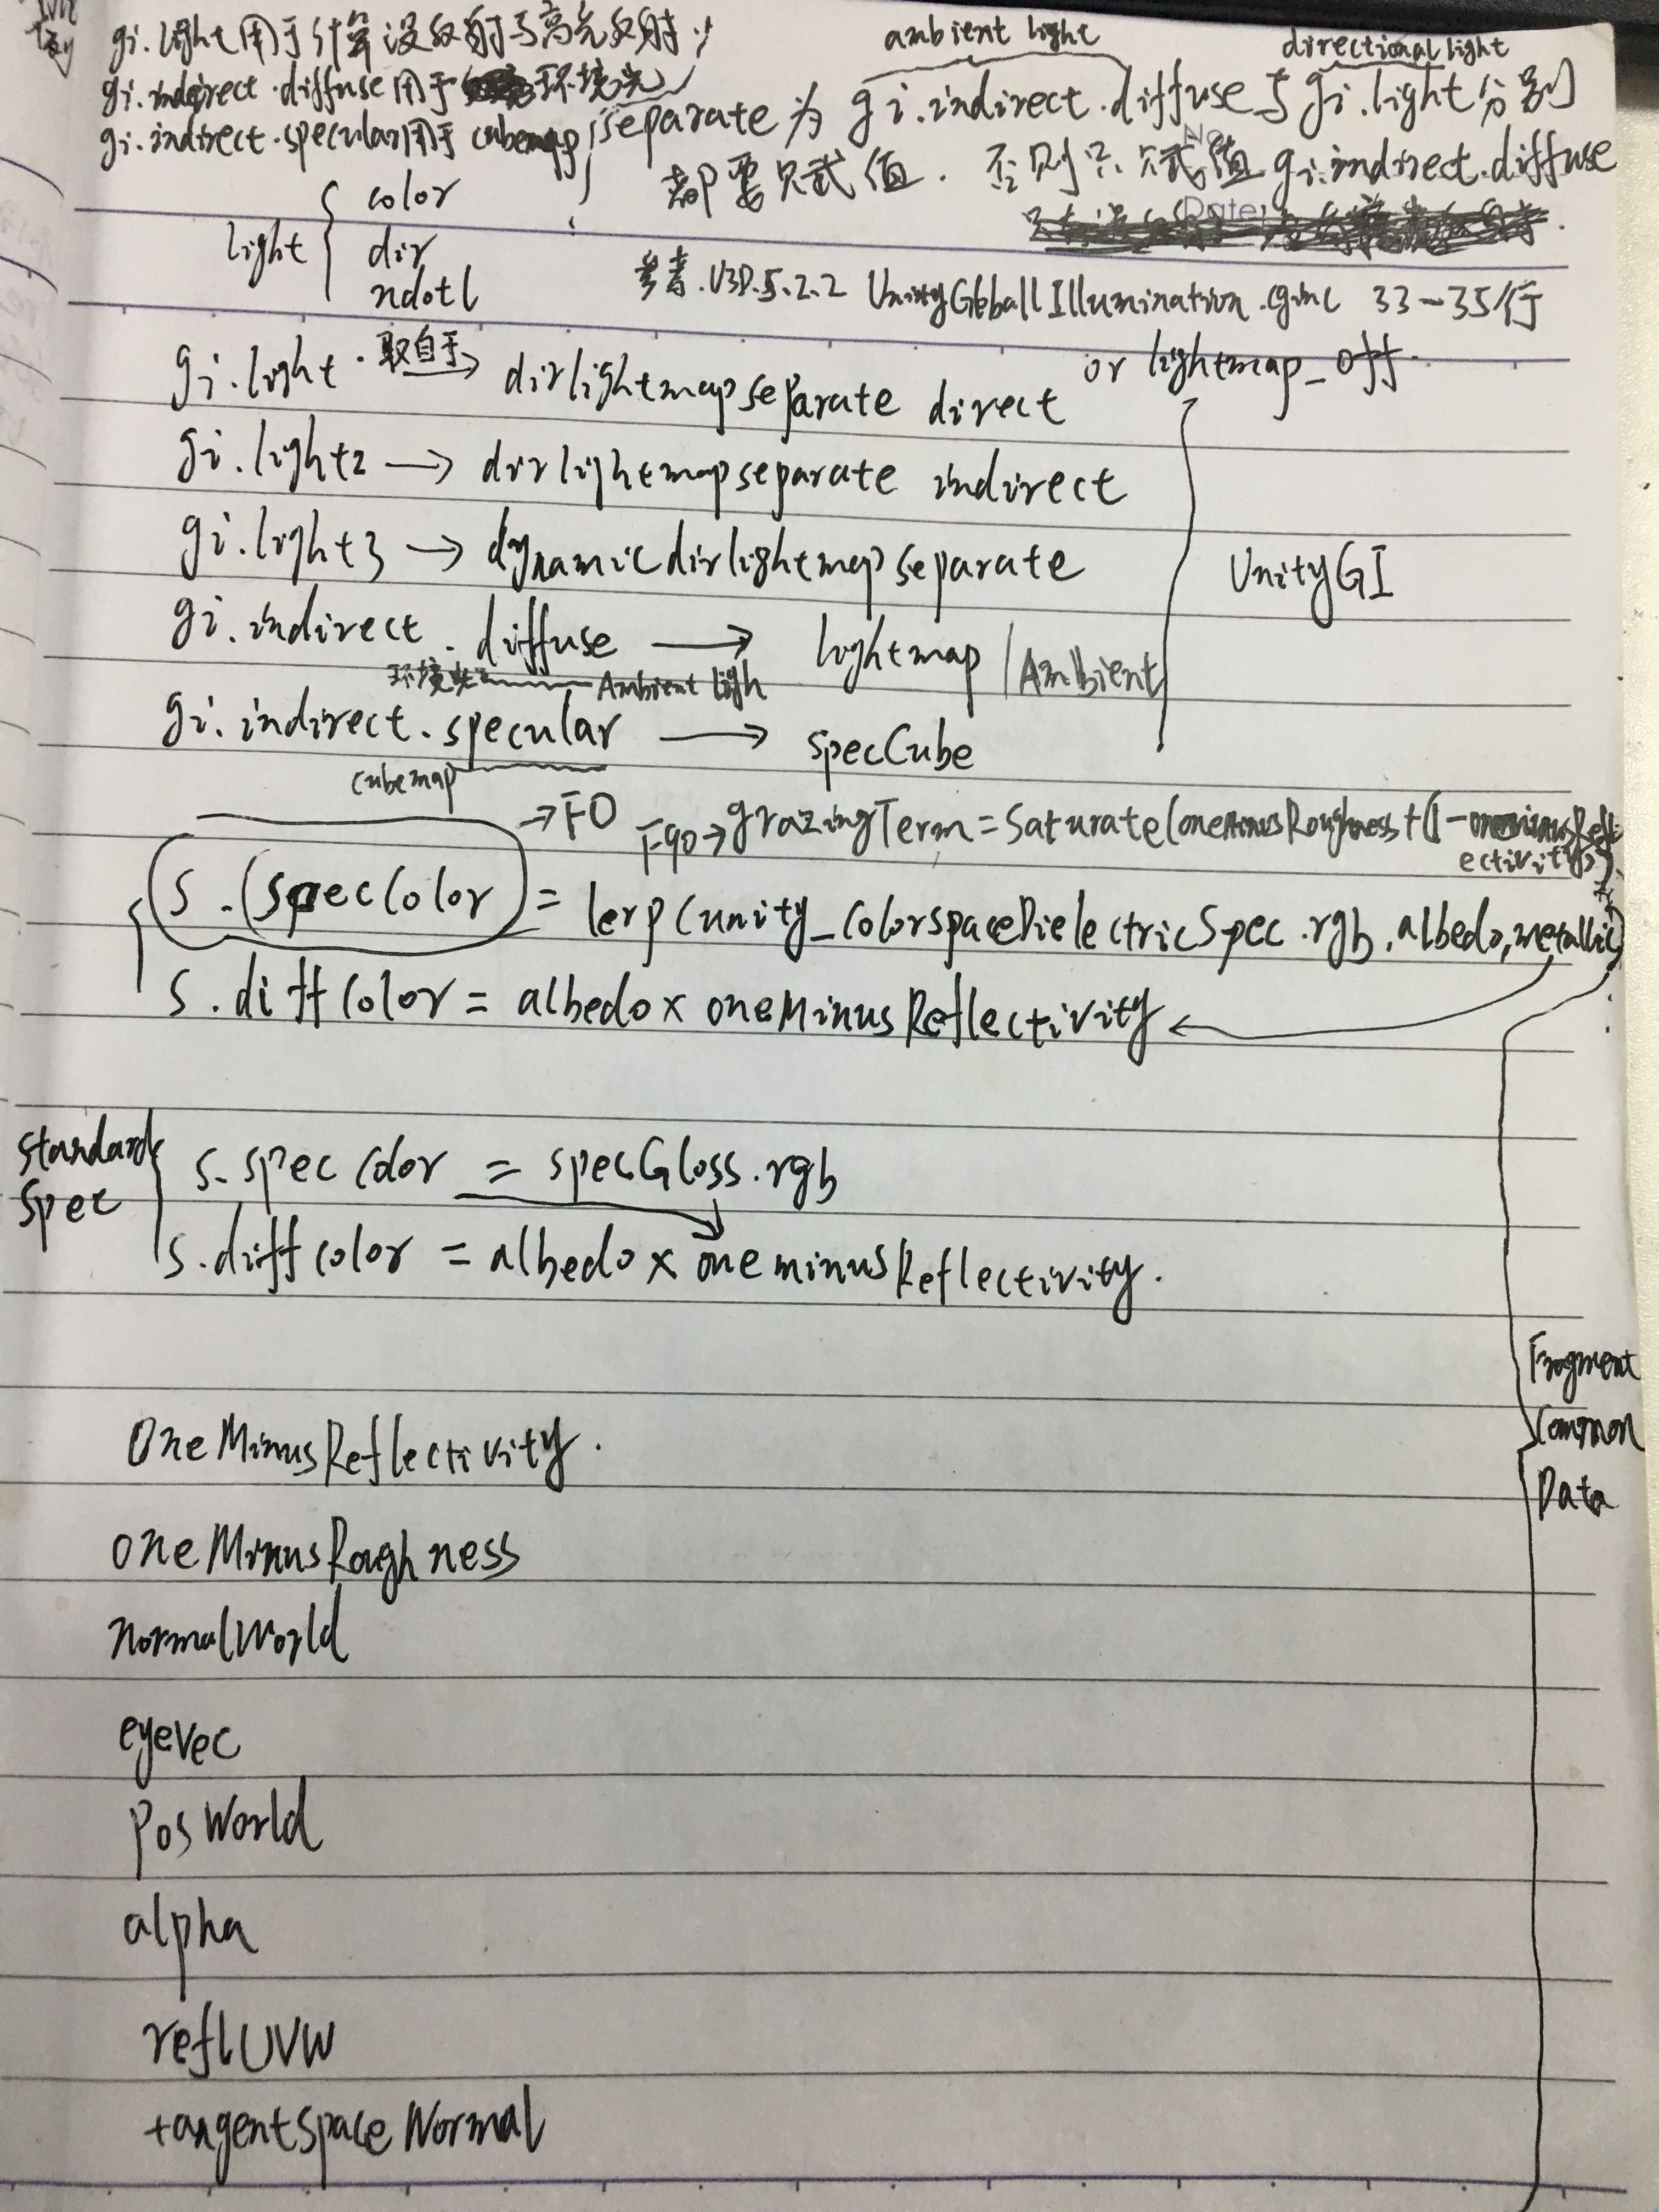 gi.light用于计算漫反射与高光反射
gi.indirect.diffuse用于环境光
gi.indirect.specular用于cubemap
ambient light
directional light
separate为gi.indirect.diffuse与gi.light分别
都要赋值.否则只赋值gi.indirect.diffuse
No.
Date
light
color
dir
ndotl
参考.U3D.5.2.2 UnityGlobalIllumination.cginc 33-35行
gi.light.取自于→dirlightmapseparate direct or lightmap_off.
gi.light2→dirlightmapseparate indirect
gi.light3→dynamicdirlightmapseparate
UnityGI
gi.indirect.diffuse→lightmap/Ambient
环境光 Ambient ligh
gi.indirect.specular→specCube
cubemap
→F0
F90→grazingTerm=Saturate(oneMinusRoughness+(1-oneminusReflectivity))
s.(specColor=lerp(unity_ColorspaceDielectricSpec.rgb,albedo,metallic)
s.diffColor=albedo×oneMinusReflectivity
Standard
Spec
s.speccolor=specGloss.rgb
s.diffcolor=albedo×oneminusReflectivity.
Fragment
Common
Data
OneMinusReflectivity.
oneMinusRoughness
normalWorld
eyeVec
PosWorld
alpha
reflUVW
tangentSpaceNormal